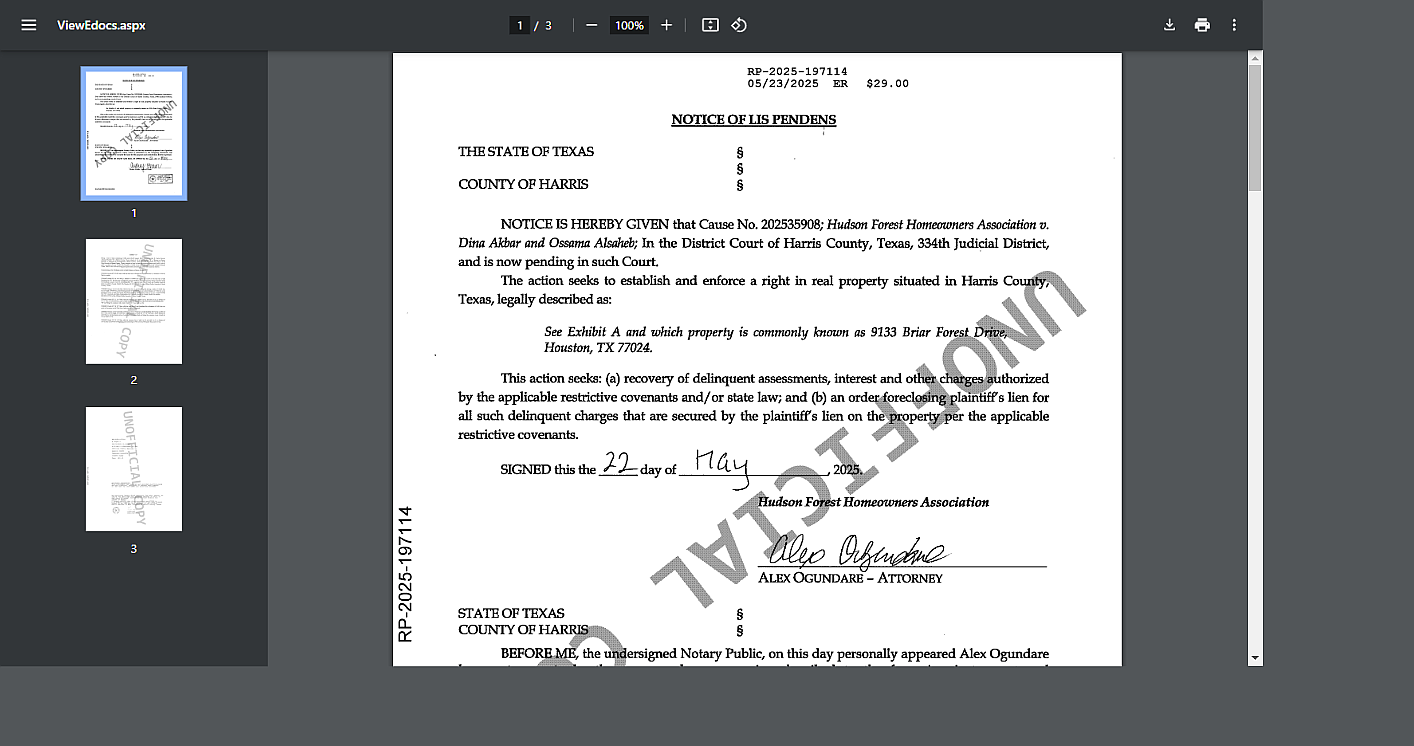 ViewEdocs.aspx
1 / 3
100%
1
2
3
RP-2025-197114
05/23/2025 ER $29.00
NOTICE OF LIS PENDENS
THE STATE OF TEXAS §
§
COUNTY OF HARRIS §
NOTICE IS HEREBY GIVEN that Cause No. 202535908; Hudson Forest Homeowners Association v.
Dina Akbar and Ossama Alsaheb; In the District Court of Harris County, Texas, 334th Judicial District,
and is now pending in such Court.
The action seeks to establish and enforce a right in real property situated in Harris County,
Texas, legally described as:
See Exhibit A and which property is commonly known as 9133 Briar Forest Drive,
Houston, TX 77024.
This action seeks: (a) recovery of delinquent assessments, interest and other charges authorized
by the applicable restrictive covenants and/or state law; and (b) an order foreclosing plaintiff's lien for
all such delinquent charges that are secured by the plaintiff's lien on the property per the applicable
restrictive covenants.
SIGNED this the 22 day of May, 2025.
Hudson Forest Homeowners Association
Alex Ogundare
ALEX OGUNDARE – ATTORNEY
STATE OF TEXAS §
COUNTY OF HARRIS §
BEFORE ME, the undersigned Notary Public, on this day personally appeared Alex Ogundare
RP-2025-197114
UNOFFICIAL